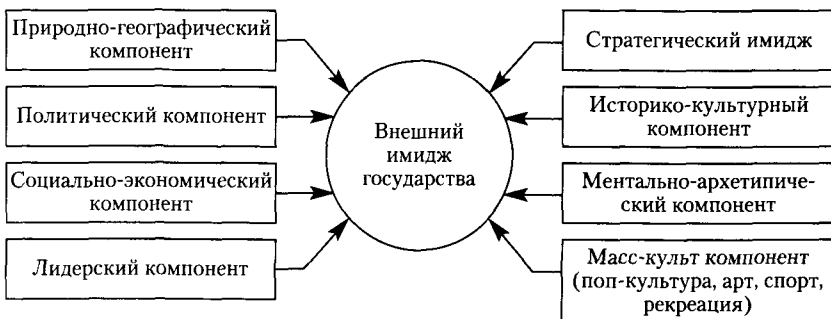 Природно-географический
компонент
Политический компонент
Социально-экономический
компонент
Лидерский компонент
Внешний
имидж
государства
Стратегический имидж
Историко-культурный
компонент
Ментально-архетипиче-
ский компонент
Масс-культ компонент
(поп-культура, арт, спорт,
рекреация)